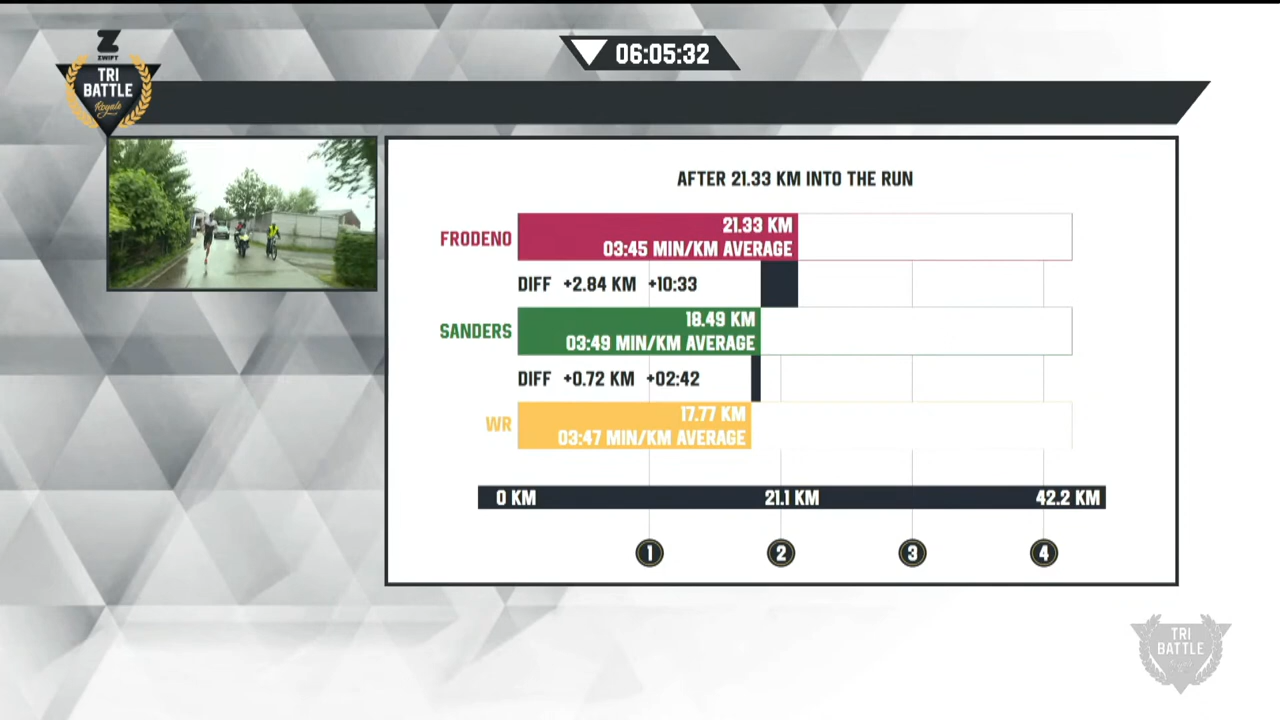 ZWIFT
TRI
BATTLE
Royale
06:05:32
AFTER 21.33 KM INTO THE RUN
FRODENO
21.33 KM
03:45 MIN/KM AVERAGE
DIFF +2.84 KM +10:33
SANDERS
18.49 KM
03:49 MIN/KM AVERAGE
DIFF +0.72 KM +02:42
WR
17.77 KM
03:47 MIN/KM AVERAGE
0 KM 21.1 KM 42.2 KM
1 2 3 4
TRI
BATTLE
Royale